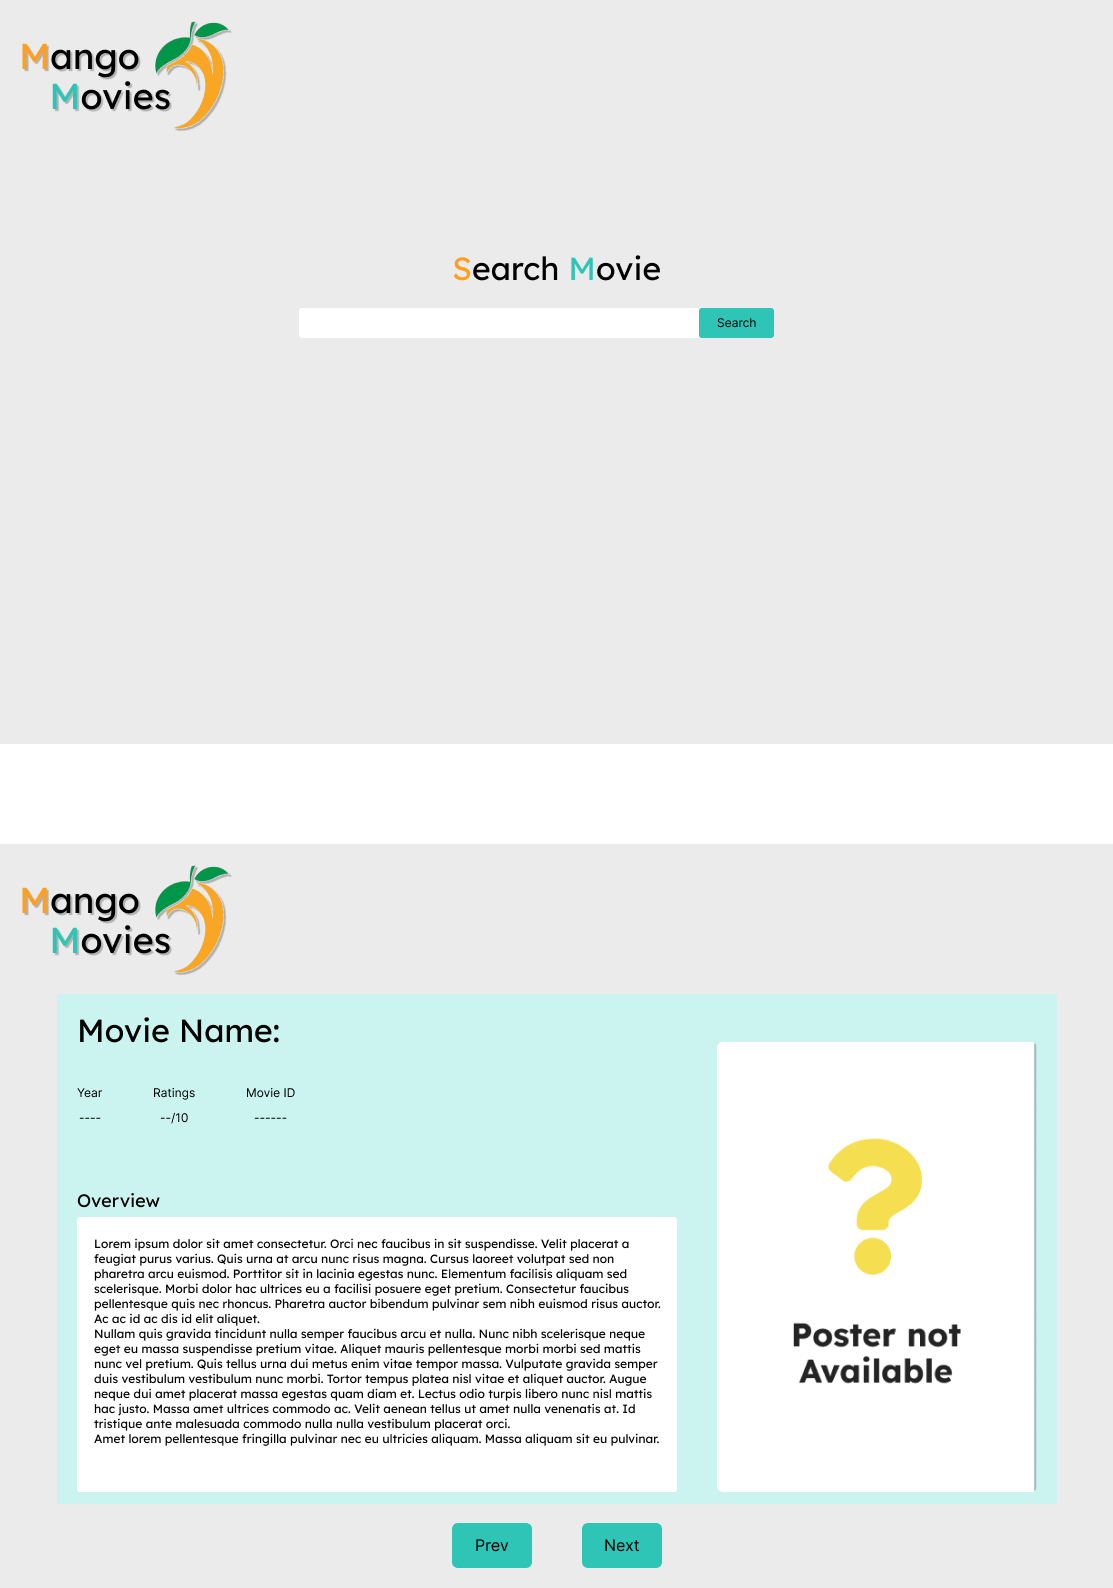 Mango
Movies
Search Movie
Search
Mango
Movies
Movie Name:
Year Ratings Movie ID
---- --/10 ------
Overview
Lorem ipsum dolor sit amet consectetur. Orci nec faucibus in sit suspendisse. Velit placerat a
feugiat purus varius. Quis urna at arcu nunc risus magna. Cursus laoreet volutpat sed non
pharetra arcu euismod. Porttitor sit in lacinia egestas nunc. Elementum facilisis aliquam sed
scelerisque. Morbi dolor hac ultrices eu a facilisi posuere eget pretium. Consectetur faucibus
pellentesque quis nec rhoncus. Pharetra auctor bibendum pulvinar sem nibh euismod risus auctor.
Ac ac id ac dis id elit aliquet.
Nullam quis gravida tincidunt nulla semper faucibus arcu et nulla. Nunc nibh scelerisque neque
eget eu massa suspendisse pretium vitae. Aliquet mauris pellentesque morbi morbi sed mattis
nunc vel pretium. Quis tellus urna dui metus enim vitae tempor massa. Vulputate gravida semper
duis vestibulum vestibulum nunc morbi. Tortor tempus platea nisl vitae et aliquet auctor. Augue
neque dui amet placerat massa egestas quam diam et. Lectus odio turpis libero nunc nisl mattis
hac justo. Massa amet ultrices commodo ac. Velit aenean tellus ut amet nulla venenatis at. Id
tristique ante malesuada commodo nulla nulla vestibulum placerat orci.
Amet lorem pellentesque fringilla pulvinar nec eu ultricies aliquam. Massa aliquam sit eu pulvinar.
?
Poster not
Available
Prev Next